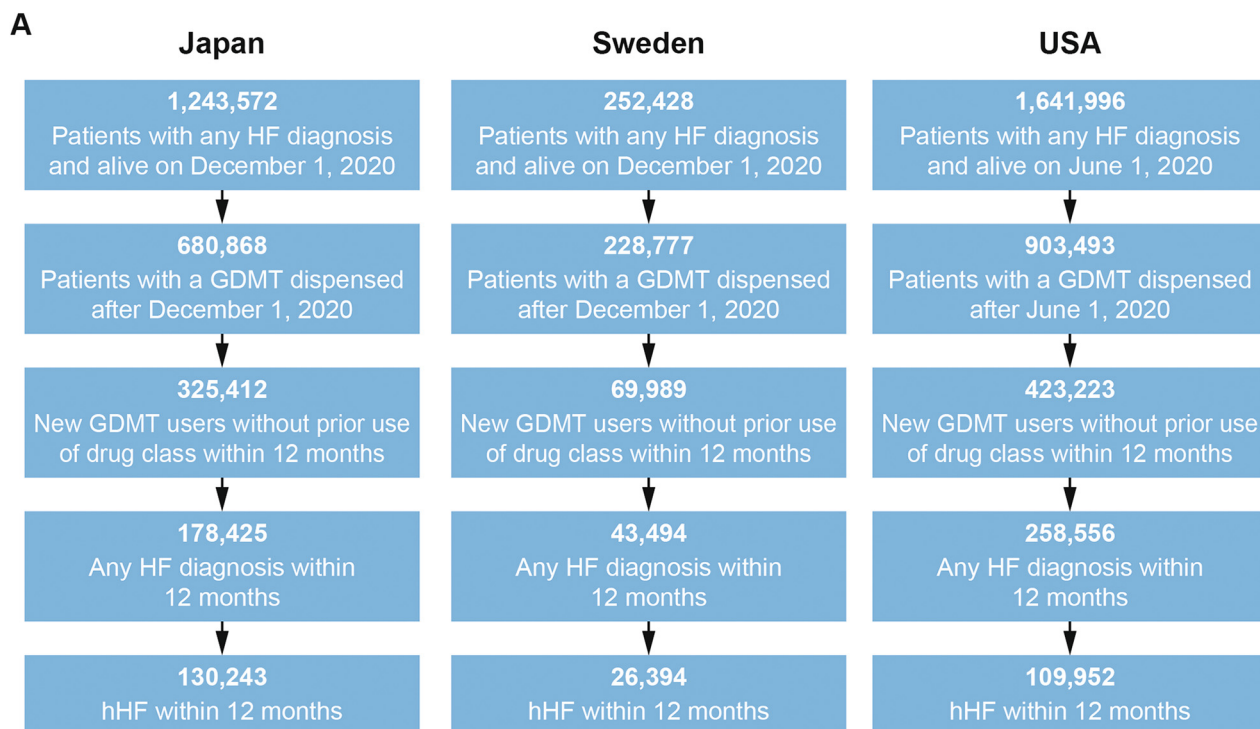 A
Japan
1,243,572
Patients with any HF diagnosis
and alive on December 1, 2020
680,868
Patients with a GDMT dispensed
after December 1, 2020
325,412
New GDMT users without prior use
of drug class within 12 months
178,425
Any HF diagnosis within
12 months
130,243
hHF within 12 months
Sweden
252,428
Patients with any HF diagnosis
and alive on December 1, 2020
228,777
Patients with a GDMT dispensed
after December 1, 2020
69,989
New GDMT users without prior use
of drug class within 12 months
43,494
Any HF diagnosis within
12 months
26,394
hHF within 12 months
USA
1,641,996
Patients with any HF diagnosis
and alive on June 1, 2020
903,493
Patients with a GDMT dispensed
after June 1, 2020
423,223
New GDMT users without prior use
of drug class within 12 months
258,556
Any HF diagnosis within
12 months
109,952
hHF within 12 months